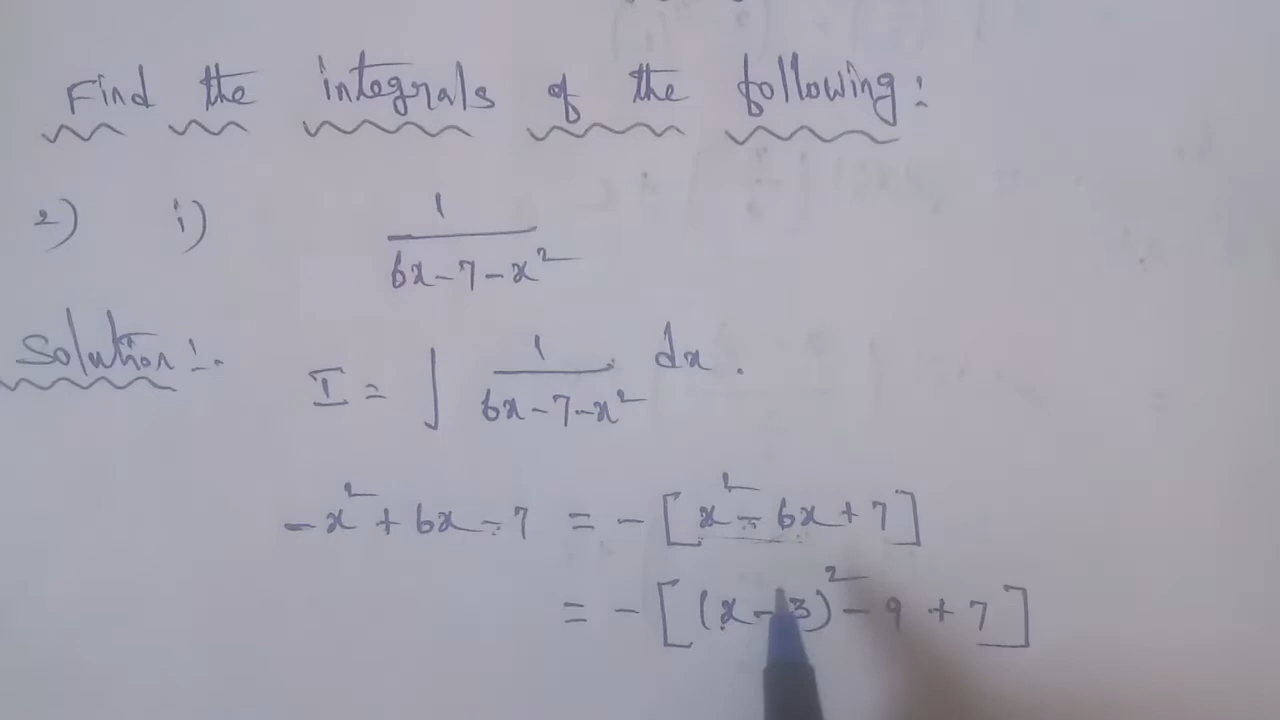 Find the integrals of the following:
2) i) 1/(6x-7-x²)
Solution:-
I = ∫ 1/(6x-7-x²) dx.
-x² + 6x - 7 = -[x² - 6x + 7]
= -[(x-3)² - 9 + 7]